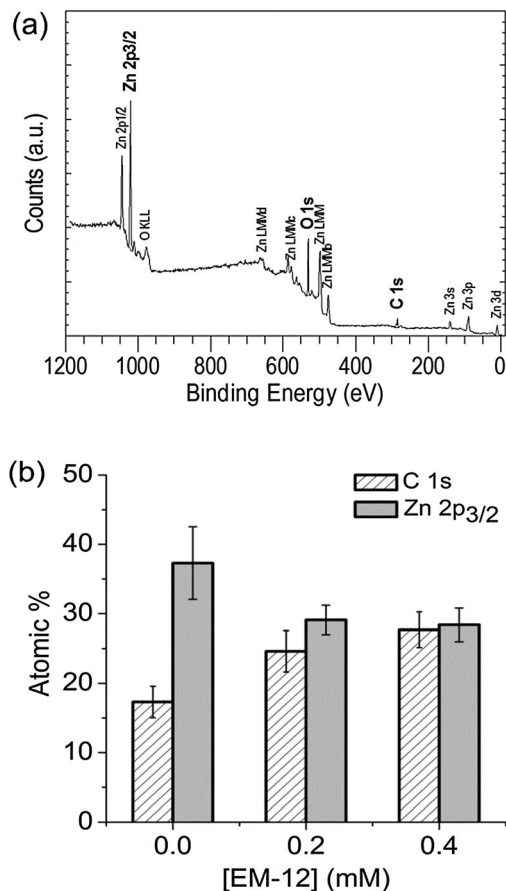 (a)
Counts (a.u.)
Zn 2p1/2
Zn 2p3/2
O KLL
Zn LMMd
Zn LMMc
O 1s
Zn LMM
Zn LMMb
C 1s
Zn 3s
Zn 3p
Zn 3d
1200 1000 800 600 400 200 0
Binding Energy (eV)
(b)
C 1s
Zn 2p3/2
Atomic %
50
40
30
20
10
0
0.0 0.2 0.4
[EM-12] (mM)